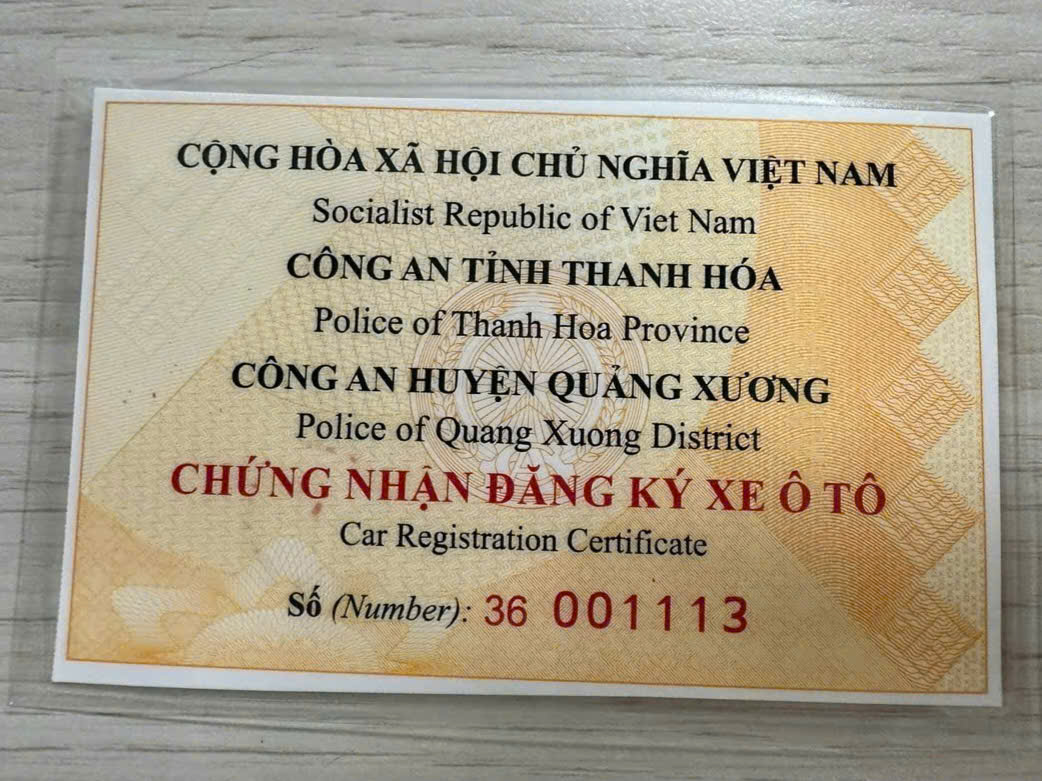 CỘNG HÒA XÃ HỘI CHỦ NGHĨA VIỆT NAM
Socialist Republic of Viet Nam
CÔNG AN TỈNH THANH HÓA
Police of Thanh Hoa Province
CÔNG AN HUYỆN QUẢNG XƯƠNG
Police of Quang Xuong District
CHỨNG NHẬN ĐĂNG KÝ XE Ô TÔ
Car Registration Certificate
Số (Number): 36 001113